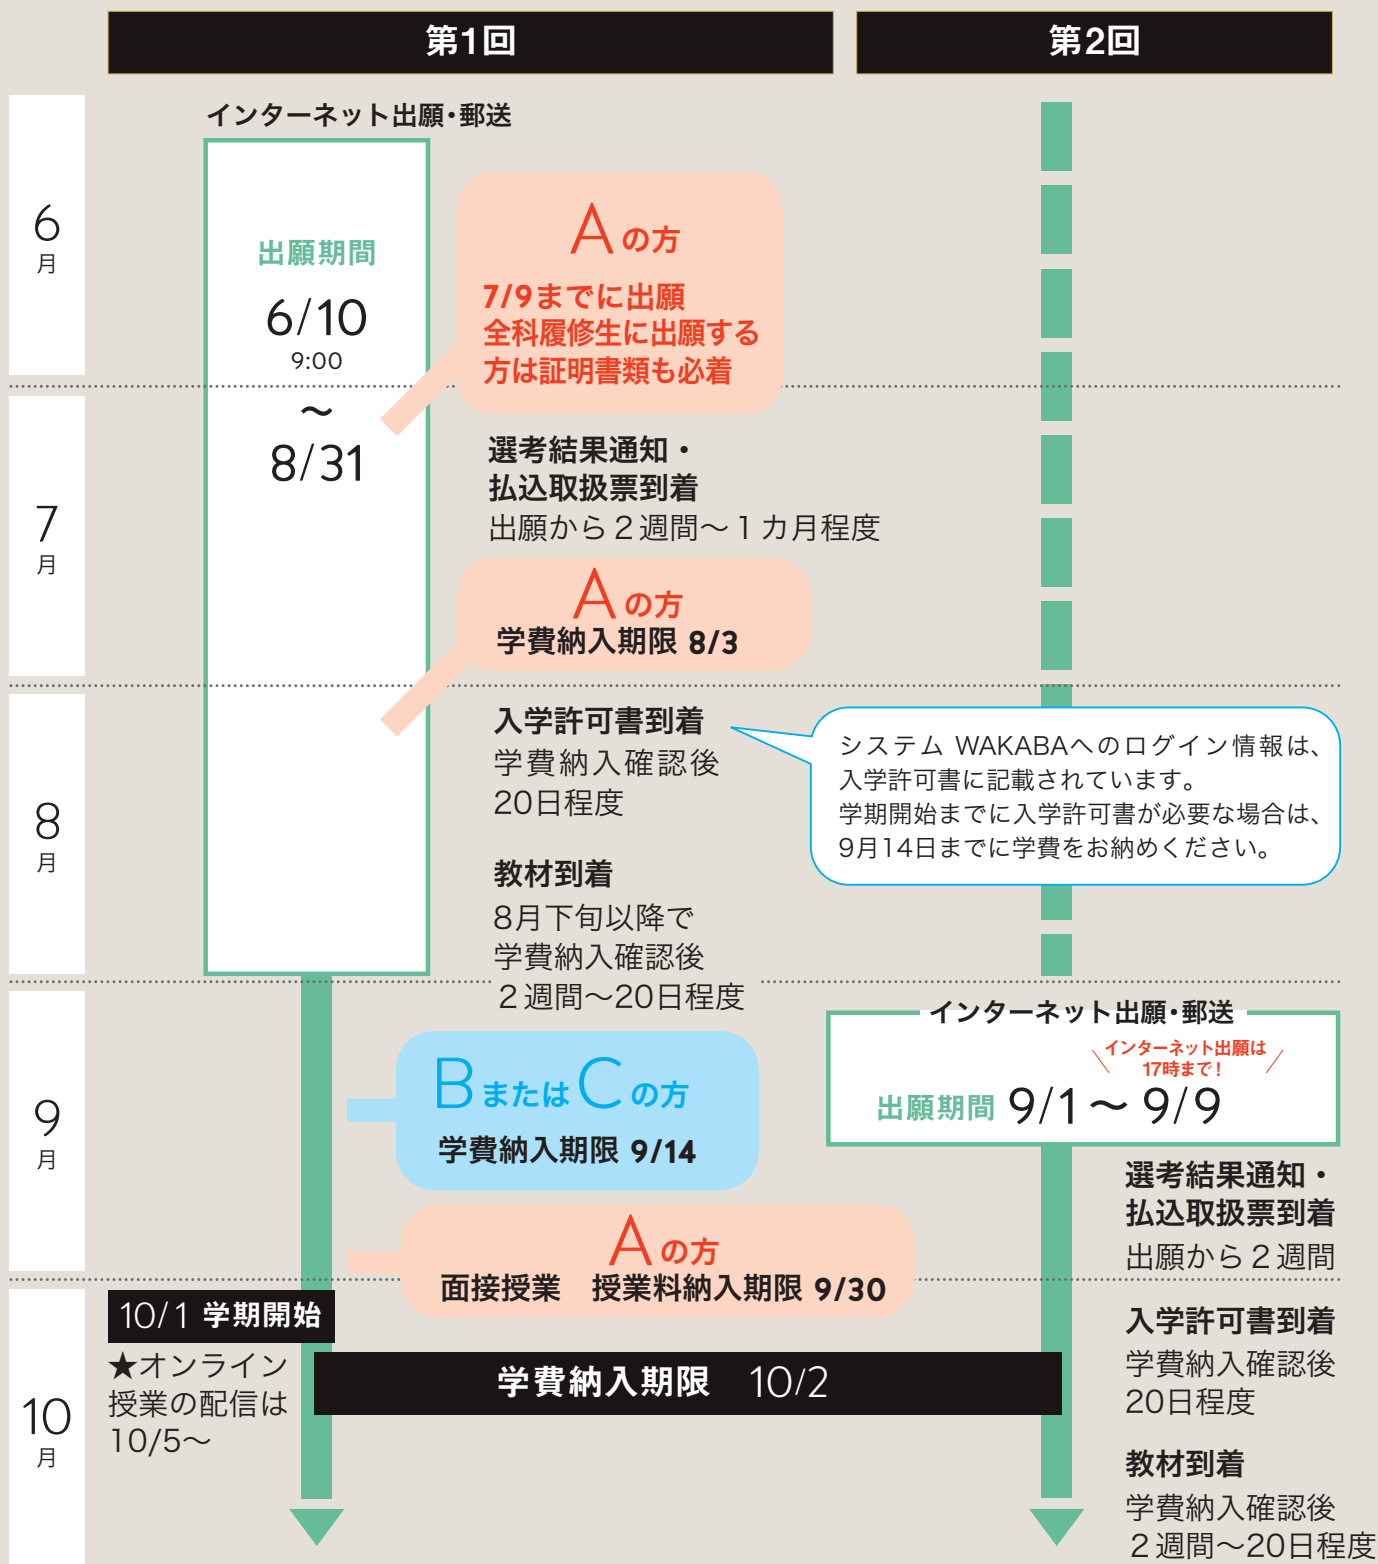 第1回
第2回
インターネット出願・郵送
6
月
出願期間
6/10
9:00
〜
8/31
Aの方
7/9までに出願
全科履修生に出願する
方は証明書類も必着
7
月
選考結果通知・
払込取扱票到着
出願から２週間〜１カ月程度
Aの方
学費納入期限 8/3
8
月
入学許可書到着
学費納入確認後
20日程度
システム WAKABAへのログイン情報は、
入学許可書に記載されています。
学期開始までに入学許可書が必要な場合は、
9月14日までに学費をお納めください。
教材到着
8月下旬以降で
学費納入確認後
２週間〜20日程度
9
月
BまたはCの方
学費納入期限 9/14
Aの方
面接授業　授業料納入期限 9/30
インターネット出願・郵送
インターネット出願は
17時まで！
出願期間 9/1〜9/9
選考結果通知・
払込取扱票到着
出願から２週間
10
月
10/1 学期開始
★オンライン
授業の配信は
10/5〜
学費納入期限　10/2
入学許可書到着
学費納入確認後
20日程度
教材到着
学費納入確認後
２週間〜20日程度